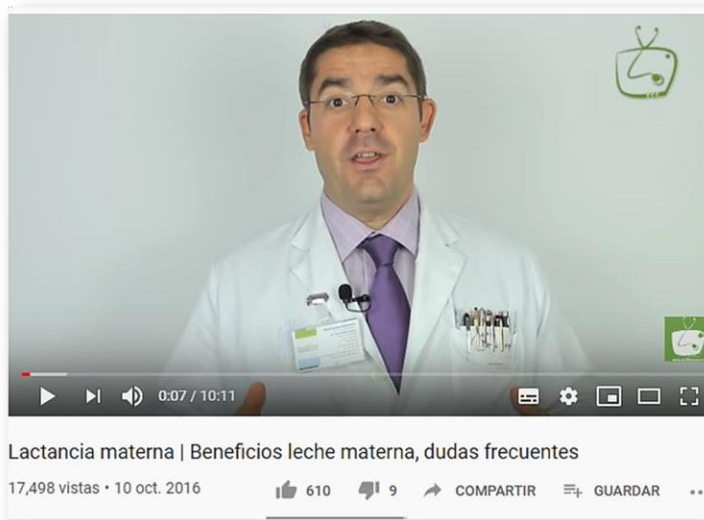 0:07 / 10:11
Lactancia materna | Beneficios leche materna, dudas frecuentes
17,498 vistas • 10 oct. 2016 610 9 COMPARTIR GUARDAR